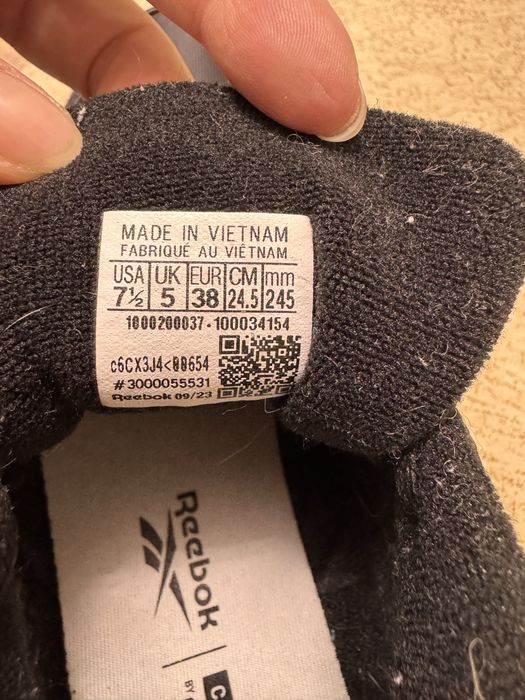 MADE IN VIETNAM
FABRIQUÉ AU VIÊTNAM
USA UK EUR CM mm
7½ 5 38 24.5 245
1000200037 - 100034154
c6CX3J4<00654
#3000055531
Reebok 09/23
Reebok
BY
C